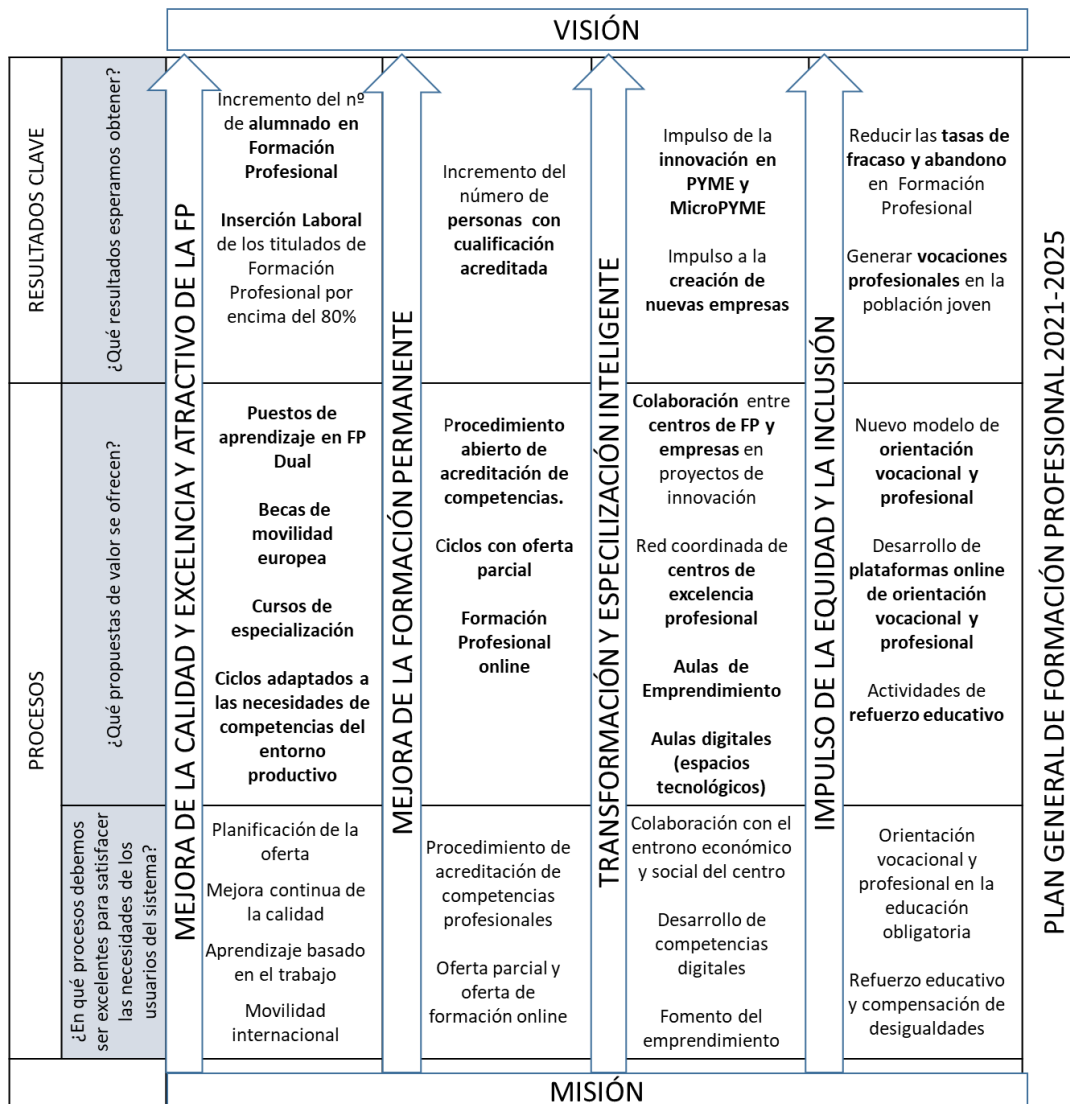 VISIÓN
RESULTADOS CLAVE
¿Qué resultados esperamos obtener?
MEJORA DE LA CALIDAD Y EXCELNCIA Y ATRACTIVO DE LA FP
Incremento del nº
de alumnado en
Formación
Profesional
Inserción Laboral
de los titulados de
Formación
Profesional por
encima del 80%
MEJORA DE LA FORMACIÓN PERMANENTE
Incremento del
número de
personas con
cualificación
acreditada
TRANSFORMACIÓN Y ESPECILIZACIÓN INTELIGENTE
Impulso de la
innovación en
PYME y
MicroPYME
Impulso a la
creación de
nuevas empresas
IMPULSO DE LA EQUIDAD Y LA INCLUSIÓN
Reducir las tasas de
fracaso y abandono
en Formación
Profesional
Generar vocaciones
profesionales en la
población joven
PLAN GENERAL DE FORMACIÓN PROFESIONAL 2021-2025
PROCESOS
¿Qué propuestas de valor se ofrecen?
Puestos de
aprendizaje en FP
Dual
Becas de
movilidad
europea
Cursos de
especialización
Ciclos adaptados a
las necesidades de
competencias del
entorno
productivo
Procedimiento
abierto de
acreditación de
competencias.
Ciclos con oferta
parcial
Formación
Profesional
online
Colaboración entre
centros de FP y
empresas en
proyectos de
innovación
Red coordinada de
centros de
excelencia
profesional
Aulas de
Emprendimiento
Aulas digitales
(espacios
tecnológicos)
Nuevo modelo de
orientación
vocacional y
profesional
Desarrollo de
plataformas online
de orientación
vocacional y
profesional
Actividades de
refuerzo educativo
¿En qué procesos debemos
ser excelentes para satisfacer
las necesidades de los
usuarios del sistema?
Planificación de la
oferta
Mejora continua de
la calidad
Aprendizaje basado
en el trabajo
Movilidad
internacional
Procedimiento de
acreditación de
competencias
profesionales
Oferta parcial y
oferta de
formación online
Colaboración con el
entrono económico
y social del centro
Desarrollo de
competencias
digitales
Fomento del
emprendimiento
Orientación
vocacional y
profesional en la
educación
obligatoria
Refuerzo educativo
y compensación de
desigualdades
MISIÓN